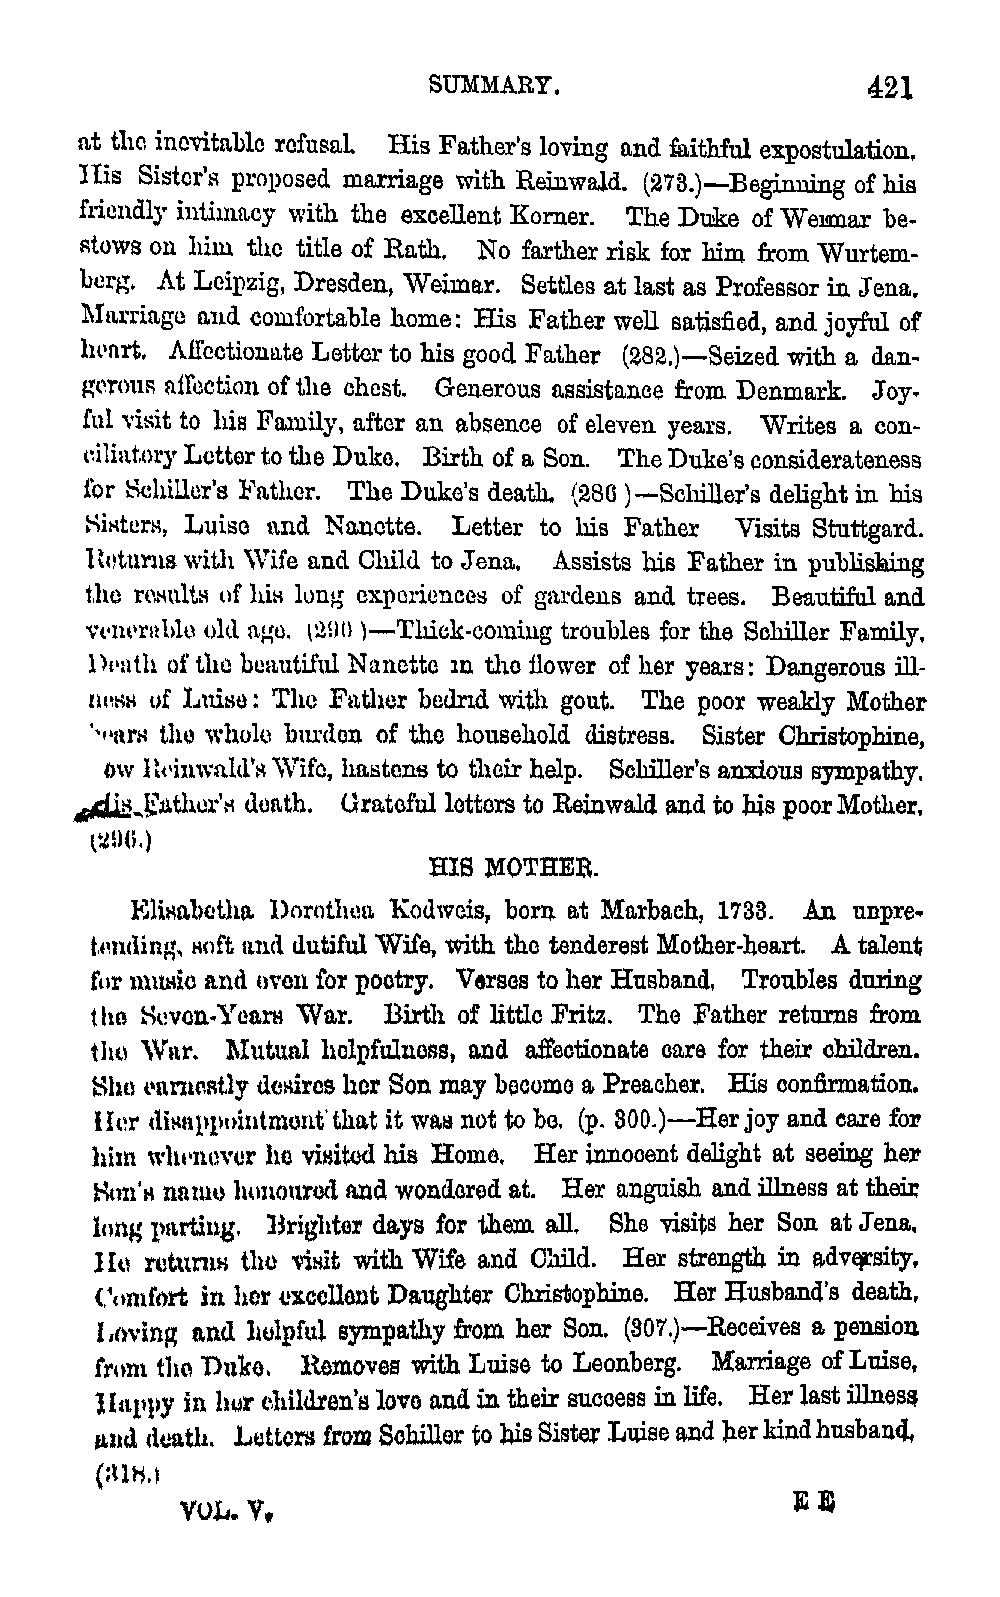 SUMMARY. 421
at the inevitable refusal. His Father's loving and faithful expostulation.
His Sister's proposed marriage with Reinwald. (273.)—Beginning of his
friendly intimacy with the excellent Korner. The Duke of Weimar be-
stows on him the title of Rath. No farther risk for him from Wurtem-
berg. At Leipzig, Dresden, Weimar. Settles at last as Professor in Jena.
Marriage and comfortable home: His Father well satisfied, and joyful of
heart. Affectionate Letter to his good Father (282.)—Seized with a dan-
gerous affection of the chest. Generous assistance from Denmark. Joy-
ful visit to his Family, after an absence of eleven years. Writes a con-
ciliatory Letter to the Duke. Birth of a Son. The Duke's considerateness
for Schiller's Father. The Duke's death. (286 )—Schiller's delight in his
Sisters, Luise and Nanette. Letter to his Father Visits Stuttgard.
Returns with Wife and Child to Jena. Assists his Father in publishing
the results of his long experiences of gardens and trees. Beautiful and
venerable old age. (290 )—Thick-coming troubles for the Schiller Family.
Death of the beautiful Nanette in the flower of her years: Dangerous ill-
ness of Luise: The Father bedrid with gout. The poor weakly Mother
bears the whole burden of the household distress. Sister Christophine,
ow Reinwald's Wife, hastens to their help. Schiller's anxious sympathy.
His Father's death. Grateful letters to Reinwald and to his poor Mother.
(296.)
HIS MOTHER.
Elisabetha Dorothea Kodweis, born at Marbach, 1733. An unpre-
tending, soft and dutiful Wife, with the tenderest Mother-heart. A talent
for music and even for poetry. Verses to her Husband. Troubles during
the Seven-Years War. Birth of little Fritz. The Father returns from
the War. Mutual helpfulness, and affectionate care for their children.
She earnestly desires her Son may become a Preacher. His confirmation.
Her disappointment that it was not to be. (p. 300.)—Her joy and care for
him whenever he visited his Home. Her innocent delight at seeing her
Son's name honoured and wondered at. Her anguish and illness at their
long parting. Brighter days for them all. She visits her Son at Jena.
He returns the visit with Wife and Child. Her strength in adversity.
Comfort in her excellent Daughter Christophine. Her Husband's death.
Loving and helpful sympathy from her Son. (307.)—Receives a pension
from the Duke. Removes with Luise to Leonberg. Marriage of Luise.
Happy in her children's love and in their success in life. Her last illness
and death. Letters from Schiller to his Sister Luise and her kind husband.
(318.)
VOL. V. E E